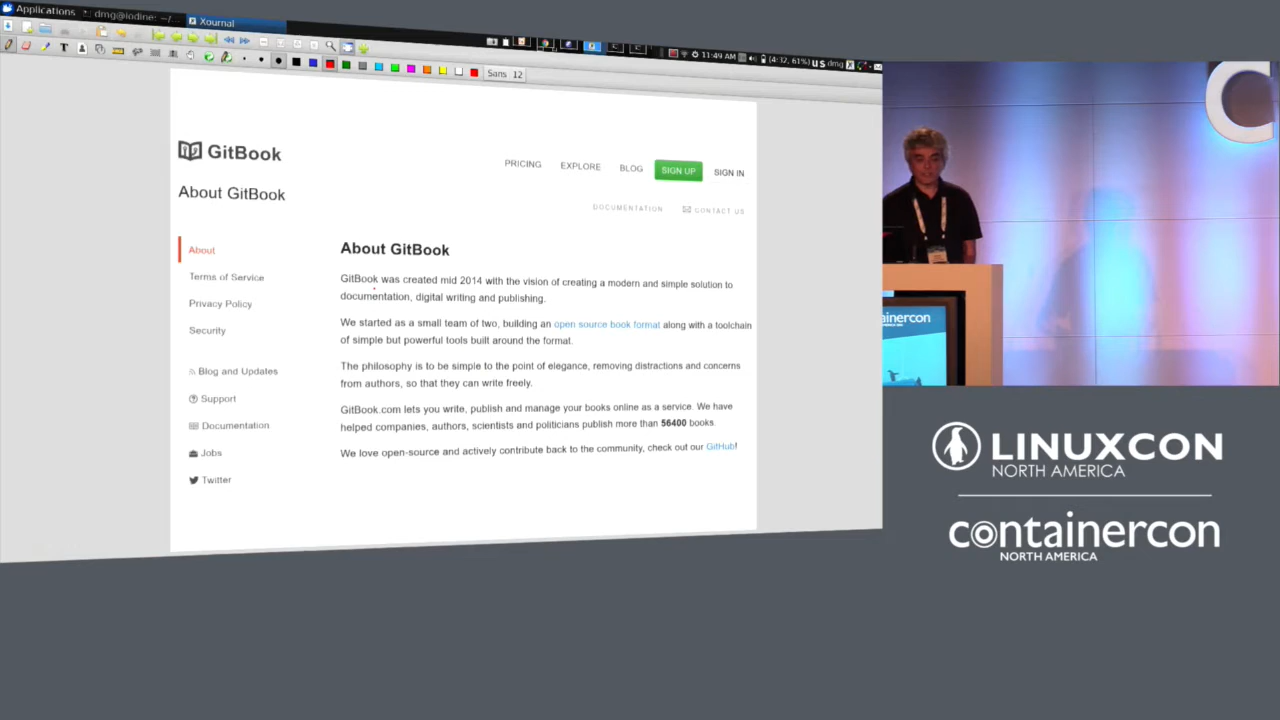 Applications
dmg@iodine: ~/...
Xournal
11:49 AM
(4:32, 61%)
us
dmg
Sans 12
GitBook
PRICING
EXPLORE
BLOG
SIGN UP
SIGN IN
About GitBook
DOCUMENTATION
CONTACT US
About
Terms of Service
Privacy Policy
Security
Blog and Updates
Support
Documentation
Jobs
Twitter
About GitBook
GitBook was created mid 2014 with the vision of creating a modern and simple solution to
documentation, digital writing and publishing.
We started as a small team of two, building an open source book format along with a toolchain
of simple but powerful tools built around the format.
The philosophy is to be simple to the point of elegance, removing distractions and concerns
from authors, so that they can write freely.
GitBook.com lets you write, publish and manage your books online as a service. We have
helped companies, authors, scientists and politicians publish more than 56400 books
We love open-source and actively contribute back to the community, check out our GitHub!
ainercon
LINUXCON
NORTH AMERICA
containercon
NORTH AMERICA